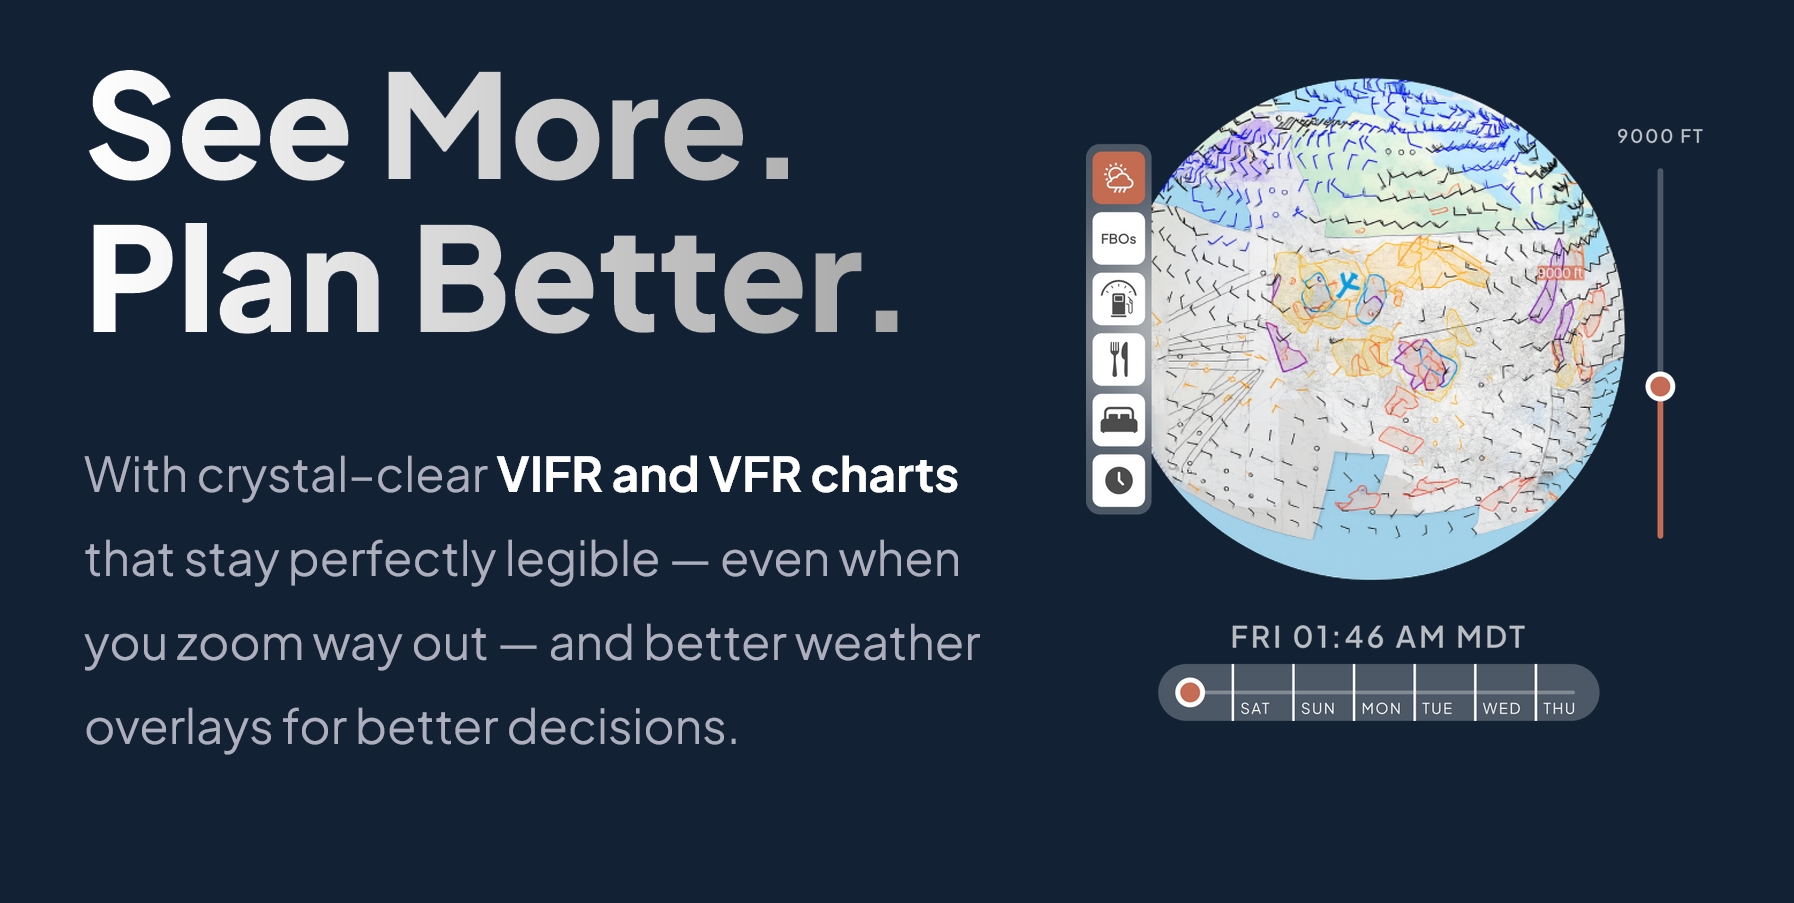 See More.
Plan Better.
With crystal–clear VIFR and VFR charts
that stay perfectly legible — even when
you zoom way out — and better weather
overlays for better decisions.
FBOs
9000 FT
9000 ft
FRI 01:46 AM MDT
SAT SUN MON TUE WED THU